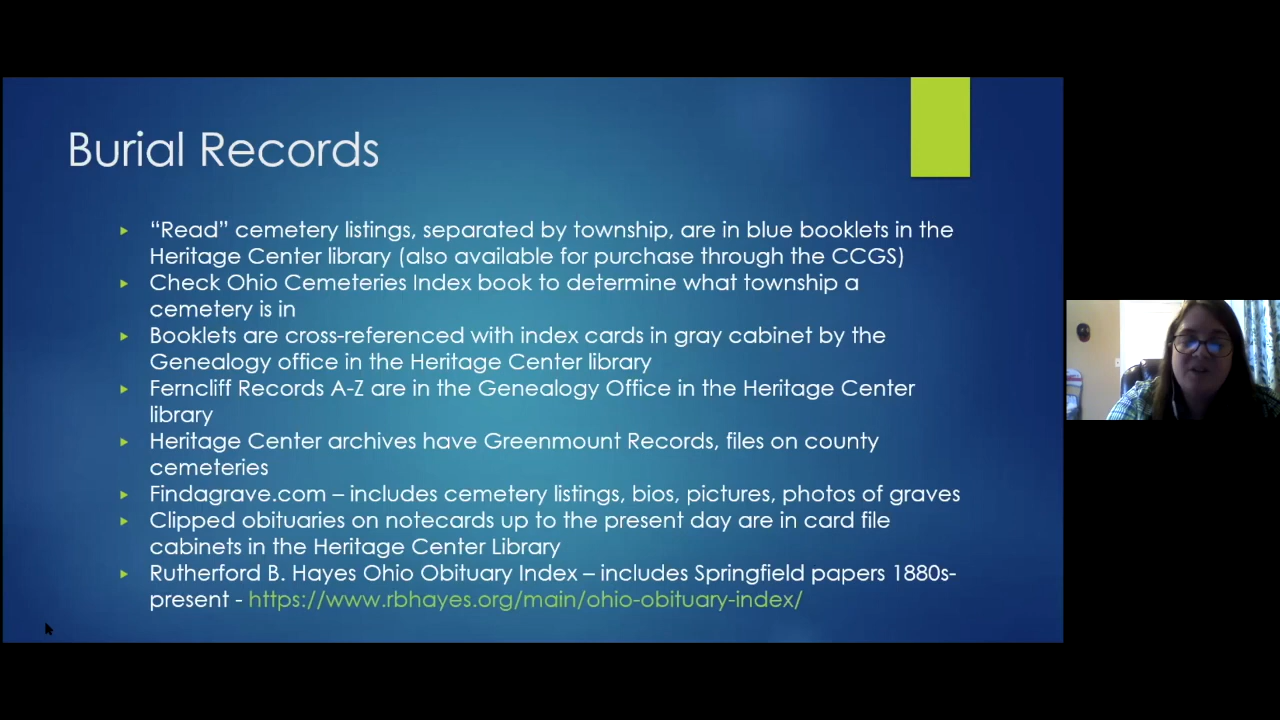 Burial Records
“Read” cemetery listings, separated by township, are in blue booklets in the
Heritage Center library (also available for purchase through the CCGS)
Check Ohio Cemeteries Index book to determine what township a
cemetery is in
Booklets are cross-referenced with index cards in gray cabinet by the
Genealogy office in the Heritage Center library
Ferncliff Records A-Z are in the Genealogy Office in the Heritage Center
library
Heritage Center archives have Greenmount Records, files on county
cemeteries
Findagrave.com – includes cemetery listings, bios, pictures, photos of graves
Clipped obituaries on notecards up to the present day are in card file
cabinets in the Heritage Center Library
Rutherford B. Hayes Ohio Obituary Index – includes Springfield papers 1880s-
present - https://www.rbhayes.org/main/ohio-obituary-index/